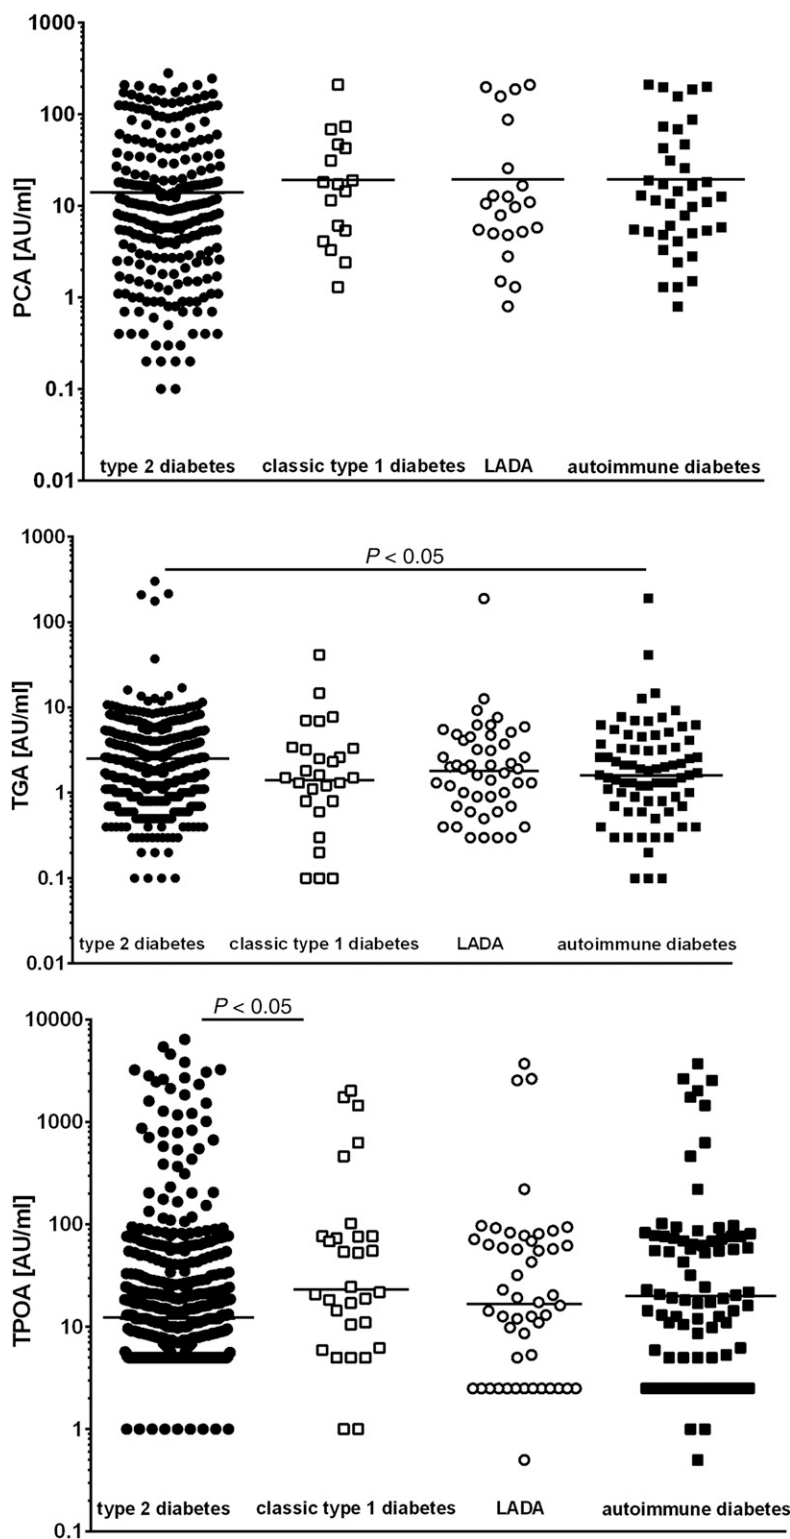 1000
100
10
1
0.1
0.01
PCA [AU/ml]
type 2 diabetes classic type 1 diabetes LADA autoimmune diabetes
1000
100
10
1
0.1
0.01
TGA [AU/ml]
P < 0.05
type 2 diabetes classic type 1 diabetes LADA autoimmune diabetes
10000
1000
100
10
1
0.1
TPOA [AU/ml]
P < 0.05
type 2 diabetes classic type 1 diabetes LADA autoimmune diabetes